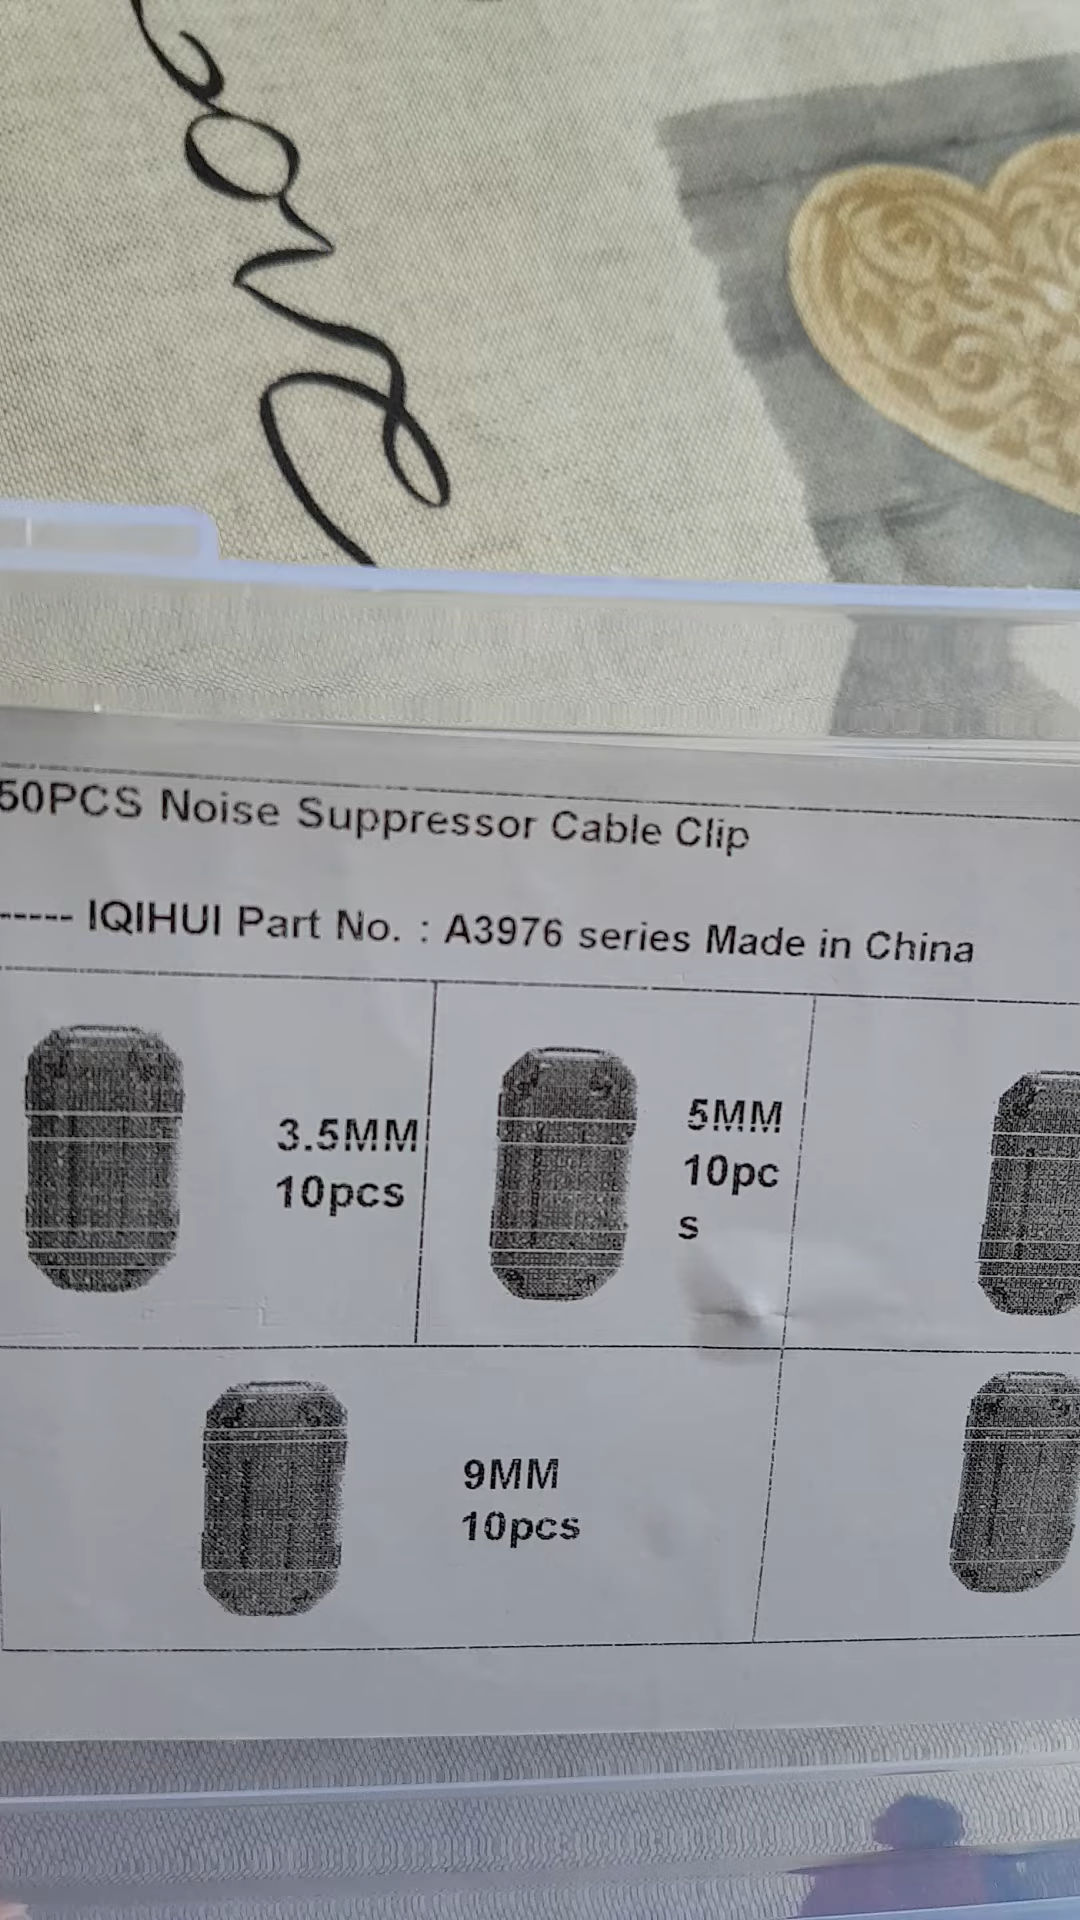 Love
50PCS Noise Suppressor Cable Clip
----- IQIHUI Part No. : A3976 series Made in China
3.5MM
10pcs
5MM
10pc
s
9MM
10pcs